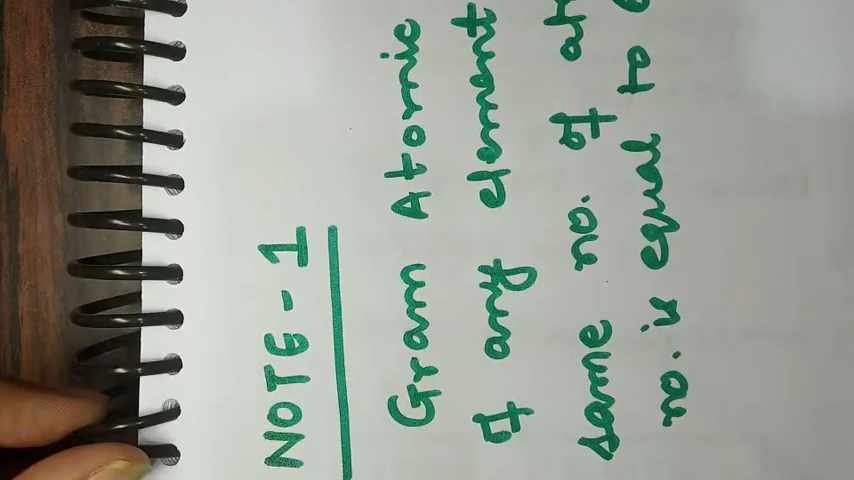 NOTE-1
Gram Atomic
of any element
same no. of
no. is equal to